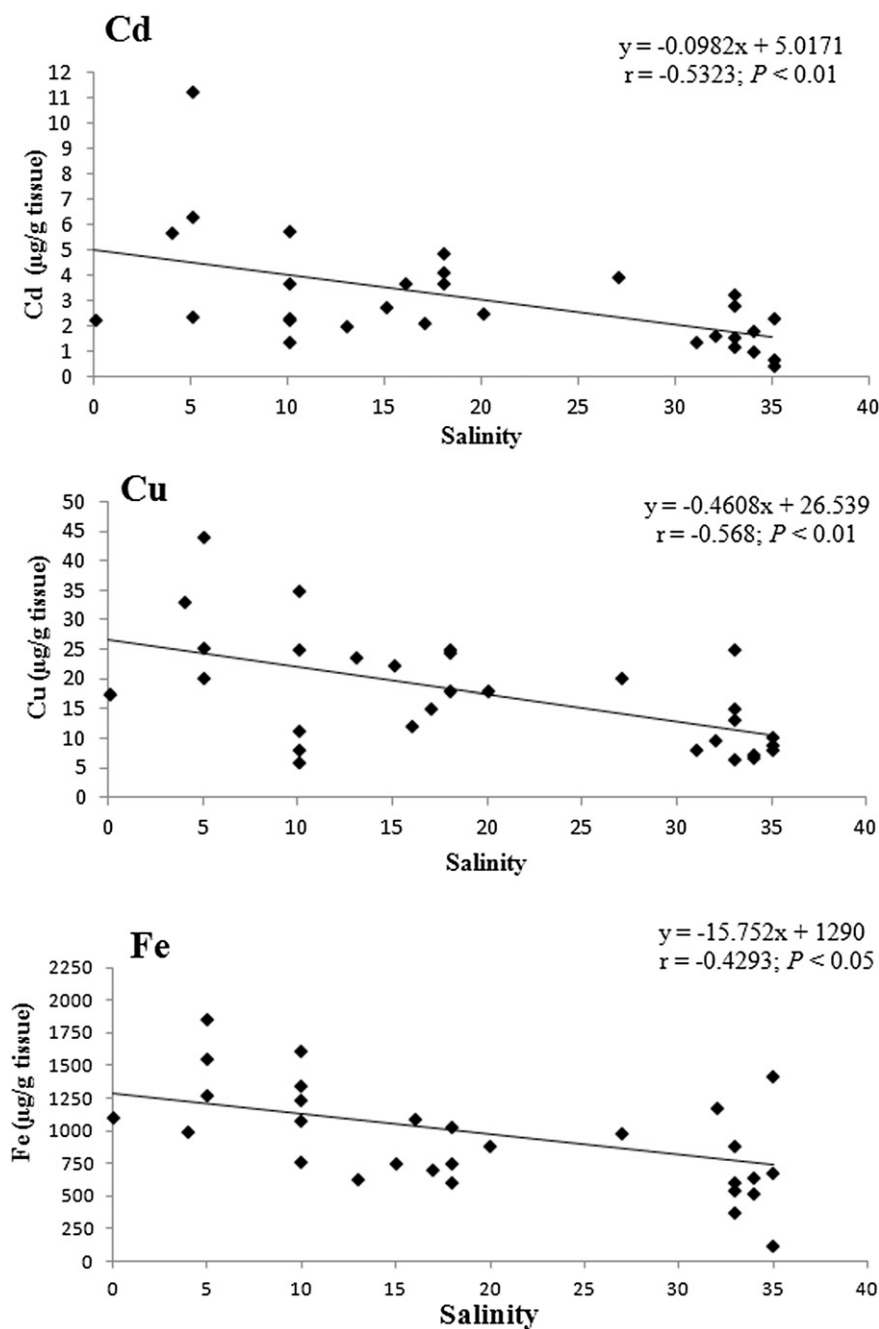 Cd
y = -0.0982x + 5.0171
r = -0.5323; P < 0.01
12
11
10
9
8
7
6
5
4
3
2
1
0
Cd (µg/g tissue)
0 5 10 15 20 25 30 35 40
Salinity
Cu
y = -0.4608x + 26.539
r = -0.568; P < 0.01
50
45
40
35
30
25
20
15
10
5
0
Cu (µg/g tissue)
0 5 10 15 20 25 30 35 40
Salinity
Fe
y = -15.752x + 1290
r = -0.4293; P < 0.05
2250
2000
1750
1500
1250
1000
750
500
250
0
Fe (µg/g tissue)
0 5 10 15 20 25 30 35 40
Salinity